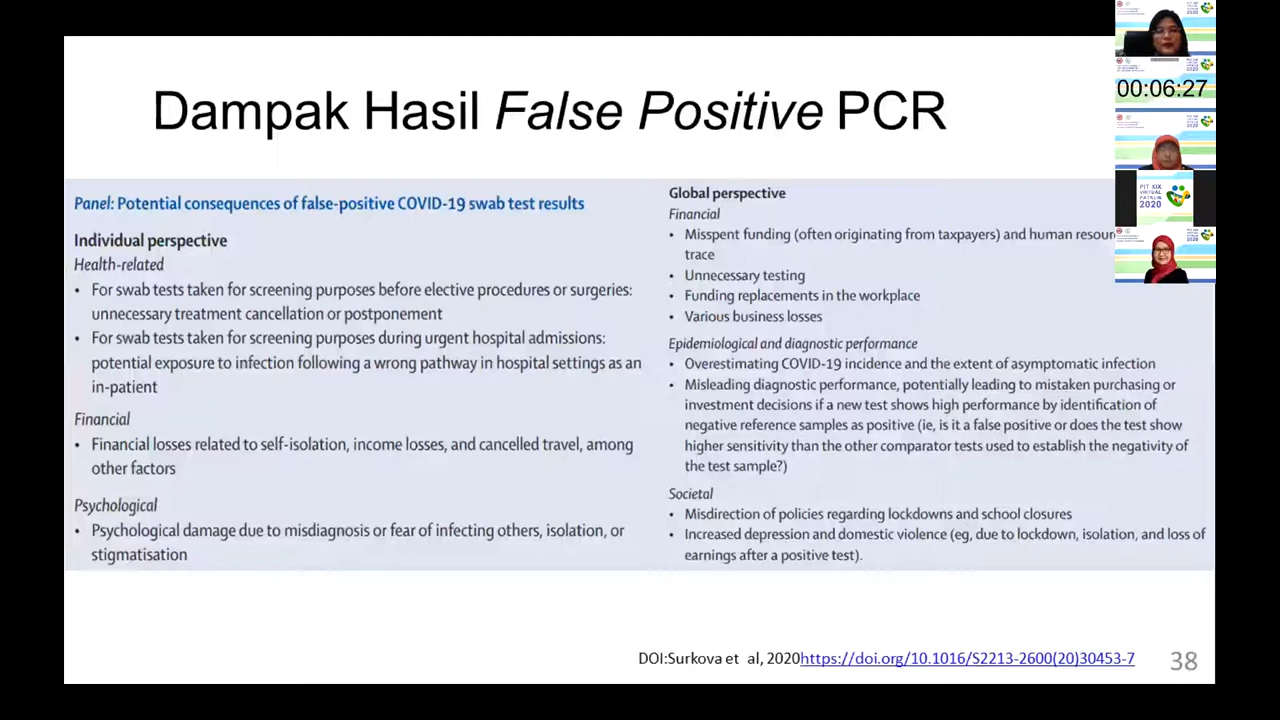 Dampak Hasil False Positive PCR
Panel: Potential consequences of false-positive COVID-19 swab test results
Individual perspective
Health-related
• For swab tests taken for screening purposes before elective procedures or surgeries:
unnecessary treatment cancellation or postponement
• For swab tests taken for screening purposes during urgent hospital admissions:
potential exposure to infection following a wrong pathway in hospital settings as an
in-patient
Financial
• Financial losses related to self-isolation, income losses, and cancelled travel, among
other factors
Psychological
• Psychological damage due to misdiagnosis or fear of infecting others, isolation, or
stigmatisation
Global perspective
Financial
• Misspent funding (often originating from taxpayers) and human resour
trace
• Unnecessary testing
• Funding replacements in the workplace
• Various business losses
Epidemiological and diagnostic performance
• Overestimating COVID-19 incidence and the extent of asymptomatic infection
• Misleading diagnostic performance, potentially leading to mistaken purchasing or
investment decisions if a new test shows high performance by identification of
negative reference samples as positive (ie, is it a false positive or does the test show
higher sensitivity than the other comparator tests used to establish the negativity of
the test sample?)
Societal
• Misdirection of policies regarding lockdowns and school closures
• Increased depression and domestic violence (eg, due to lockdown, isolation, and loss of
earnings after a positive test).
DOI:Surkova et al, 2020https://doi.org/10.1016/S2213-2600(20)30453-7
38
00:06:27
PIT XIX
VIRTUAL
PATKLIN
2020